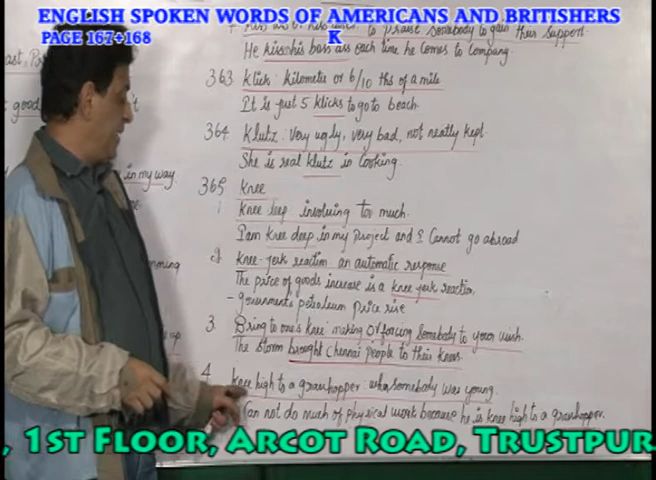 ENGLISH SPOKEN WORDS OF AMERICANS AND BRITISHERS
PAGE 167+168 K
to praise somebody to gain their support.
He kiss his boss ass each time he comes to company.
363 Klick: kilometer or 6/10 ths of a mile
It is just 5 klicks to go to beach.
364 Klutz: very ugly, very bad, not neatly kept.
She is real klutz in cooking.
365 Knee
1 Knee deep involving too much.
I am knee deep in my project and I cannot go abroad
2. Knee-jerk reaction: an automatic response
The price of goods increase is a knee jerk reaction,
- governments petroleum price rise
3. Bring to one's knee: making or forcing somebody to your wish.
The storm brought Chennai people to their knees.
4 Knee high to a grasshopper when somebody was young.
can not do much of physical work because he is knee high to a grasshopper.
in my way.
, 1st Floor, Arcot Road, Trustpur